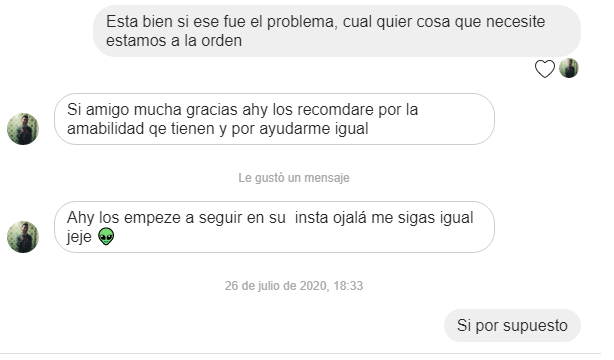 Esta bien si ese fue el problema, cual quier cosa que necesite
estamos a la orden
Si amigo mucha gracias ahy los recomdare por la
amabilidad qe tienen y por ayudarme igual
Le gustó un mensaje
Ahy los empeze a seguir en su insta ojalá me sigas igual
jeje 👽
26 de julio de 2020, 18:33
Si por supuesto